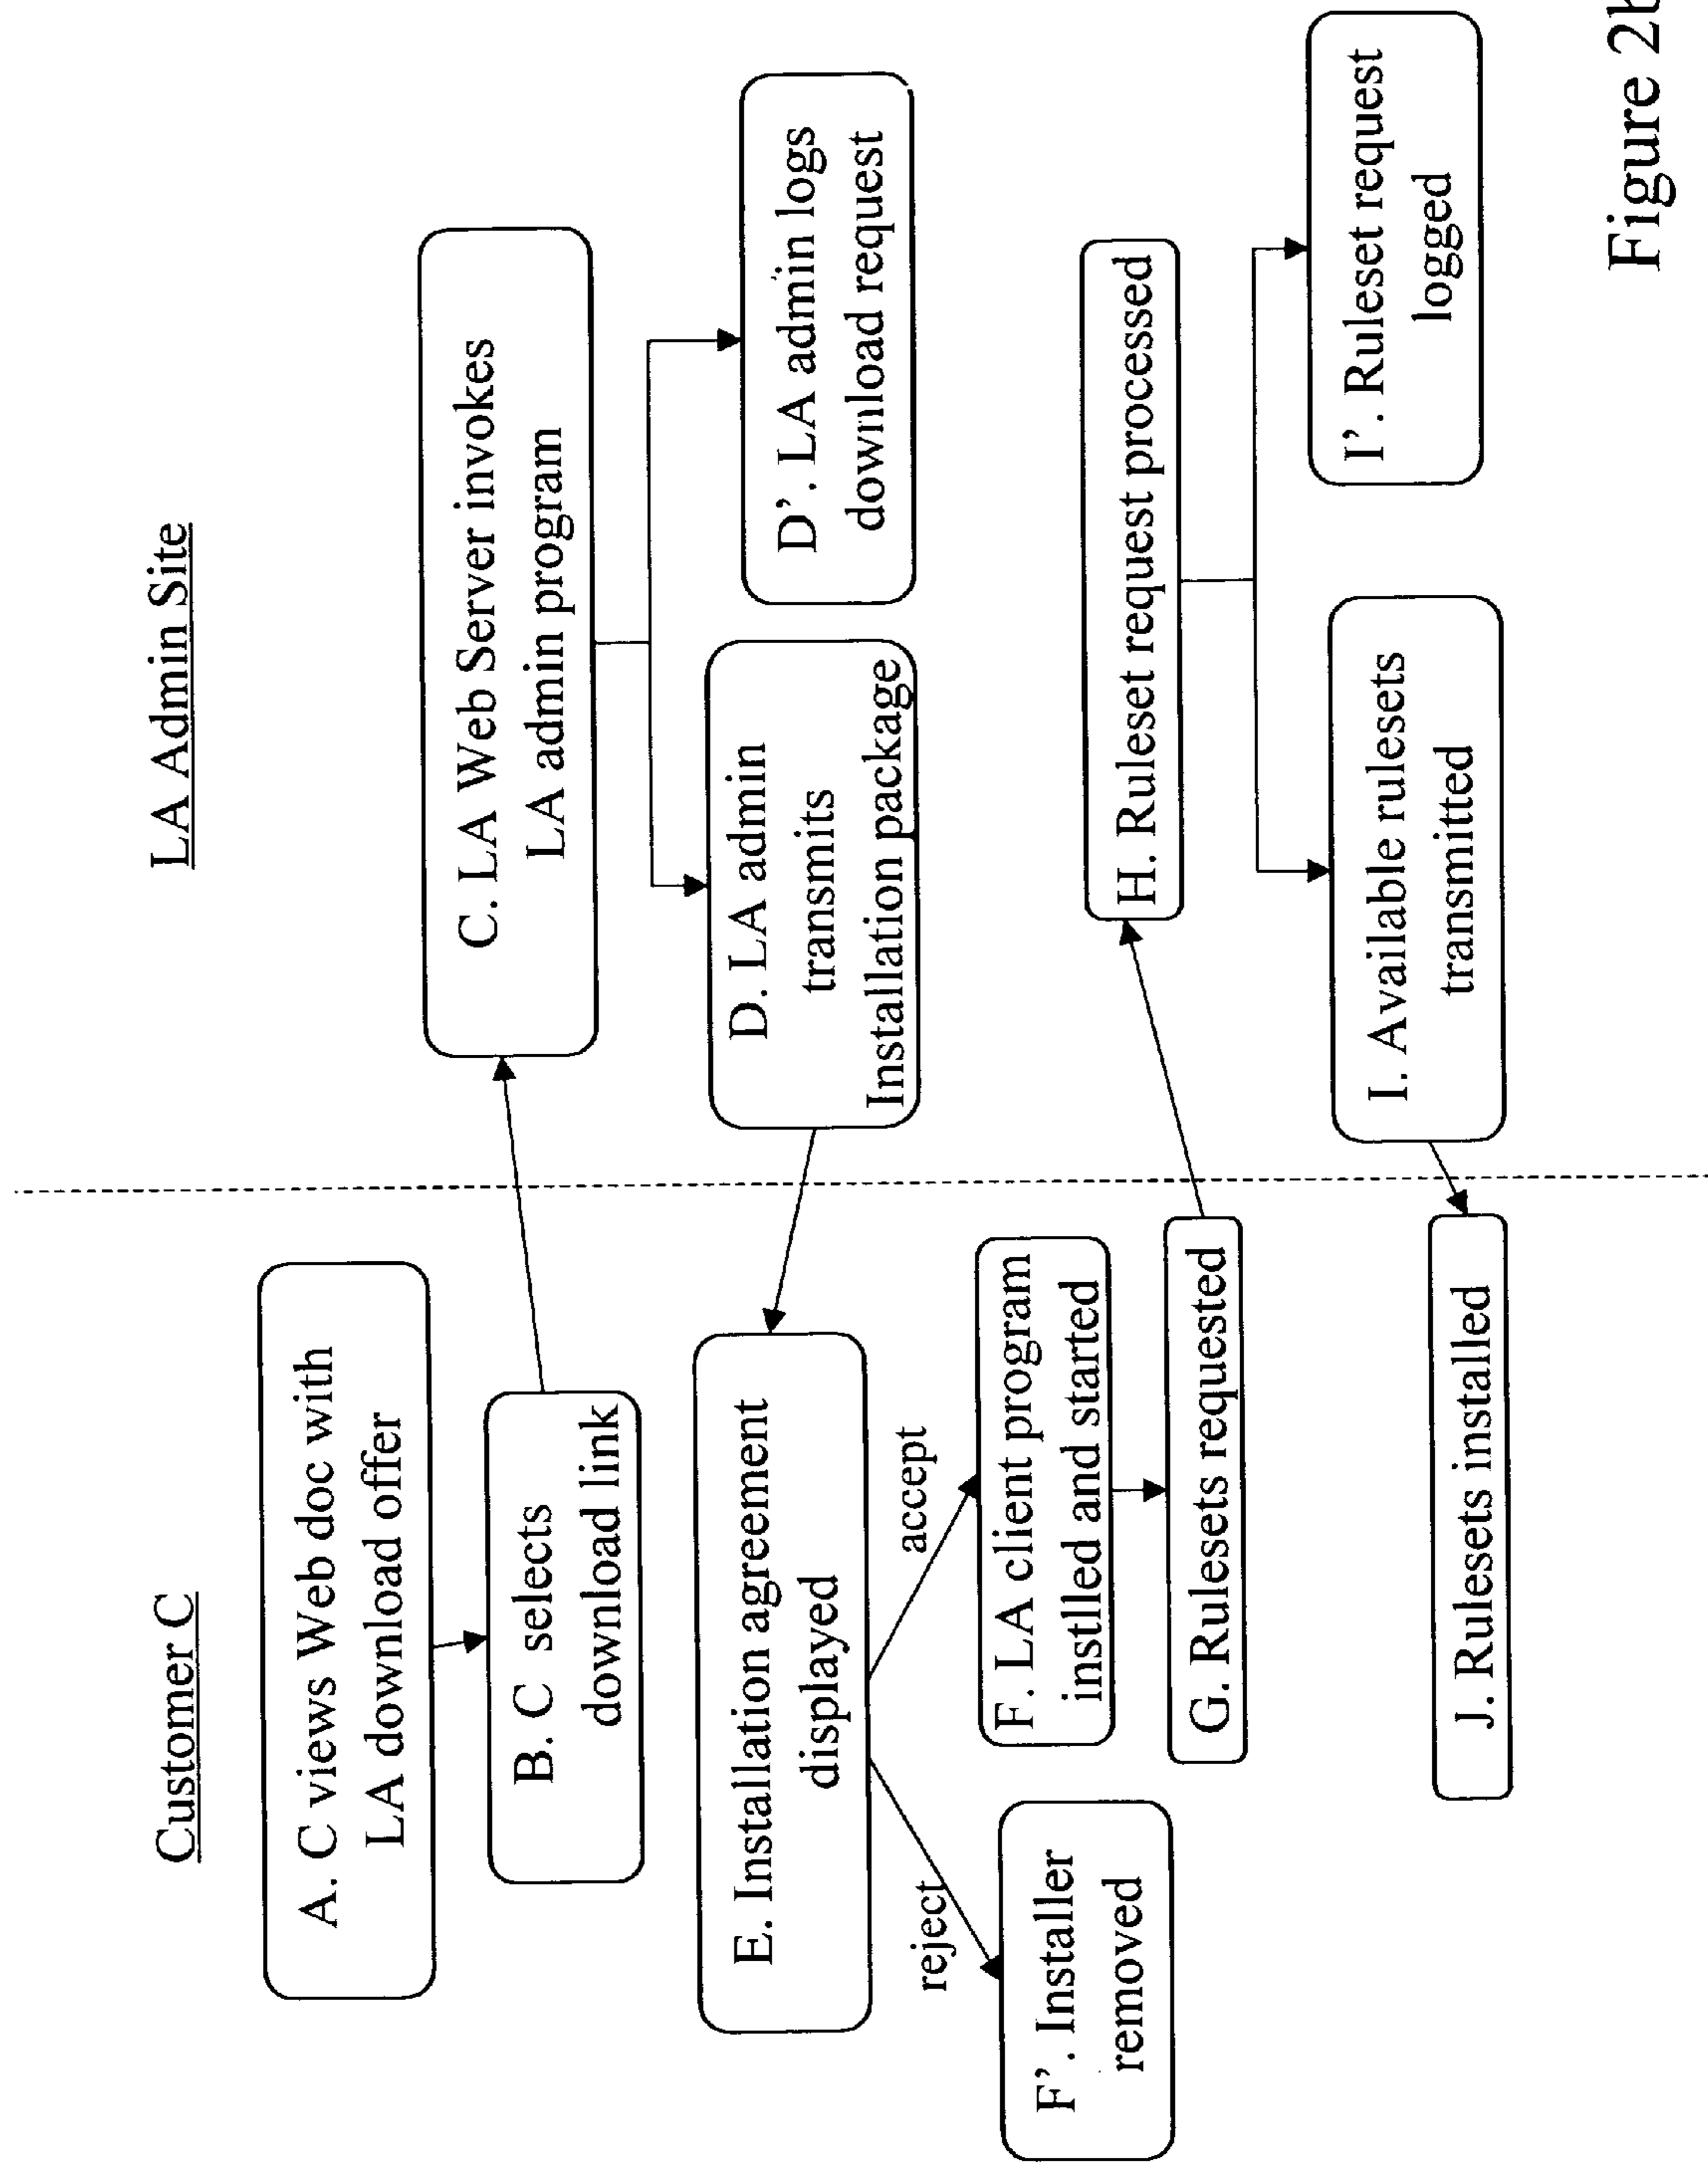 Customer C
LA Admin Site
A. C views Web doc with
LA download offer
B. C selects
download link
C. LA Web Server invokes
LA admin program
D. LA admin
transmits
Installation package
D'. LA admin logs
download request
E. Installation agreement
displayed
reject
accept
F'. Installer
removed
F. LA client program
instlled and started
G. Rulesets requested
H. Ruleset request processed
I. Available rulesets
transmitted
I'. Ruleset request
logged
J. Rulesets installed
Figure 2b